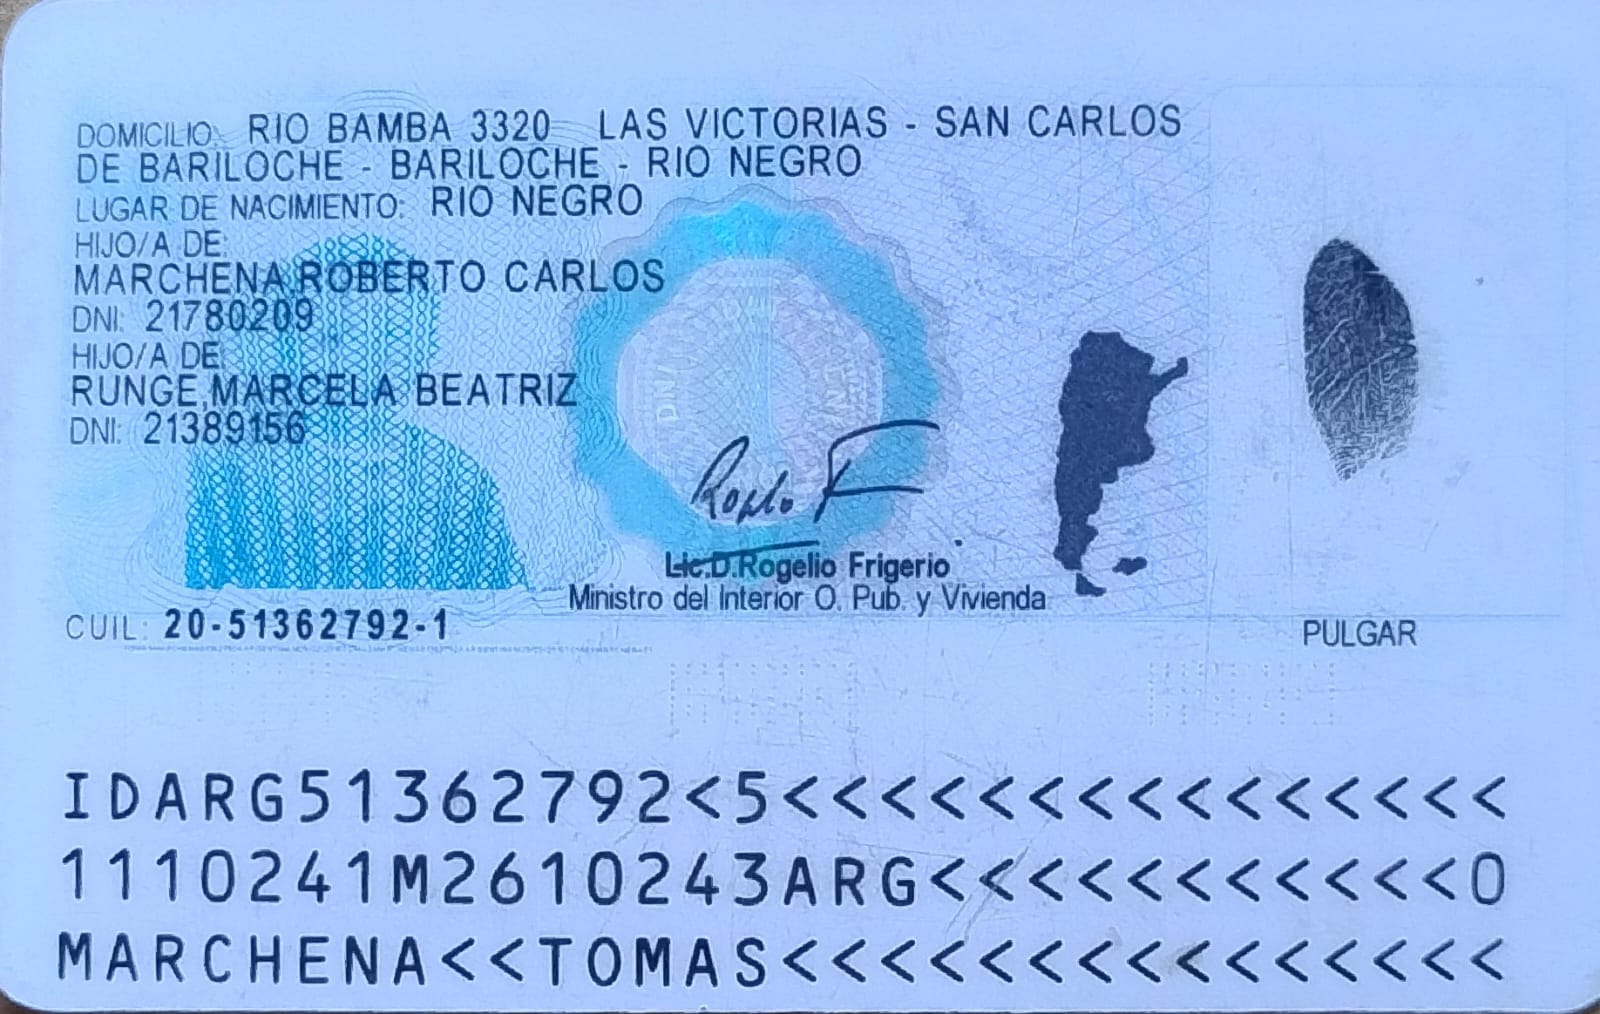 DOMICILIO: RIO BAMBA 3320 LAS VICTORIAS - SAN CARLOS
DE BARILOCHE - BARILOCHE - RIO NEGRO
LUGAR DE NACIMIENTO: RIO NEGRO
HIJO/A DE:
MARCHENA ROBERTO CARLOS
DNI: 21780209
HIJO/A DE:
RUNGE MARCELA BEATRIZ
DNI: 21389156
Lic.D.Rogelio Frigerio
Ministro del Interior O. Pub. y Vivienda
CUIL: 20-51362792-1
PULGAR
IDARG51362792<5<<<<<<<<<<<<<<<
1110241M2610243ARG<<<<<<<<<<<0
MARCHENA<<TOMAS<<<<<<<<<<<<<<<